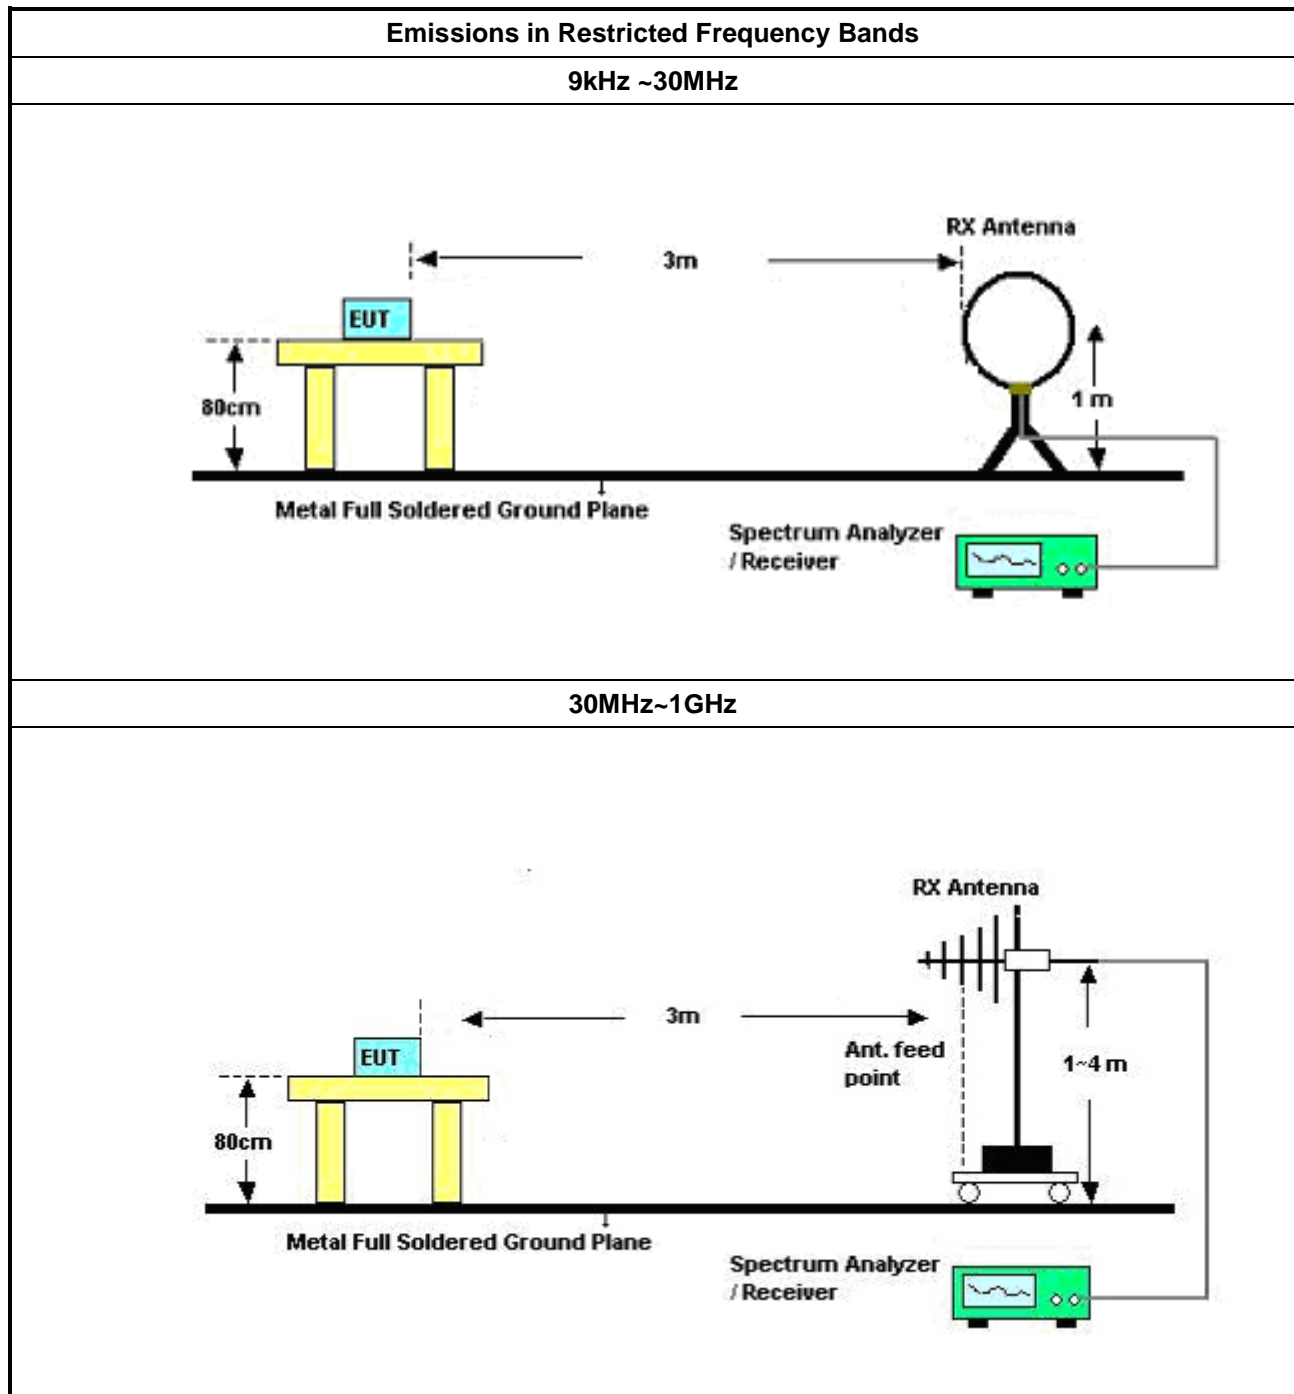 Emissions in Restricted Frequency Bands
9kHz ~30MHz
RX Antenna
3m
EUT
80cm
1 m
Metal Full Soldered Ground Plane
Spectrum Analyzer
/ Receiver
30MHz~1GHz
RX Antenna
3m
EUT
Ant. feed
point
1~4 m
80cm
Metal Full Soldered Ground Plane
Spectrum Analyzer
/ Receiver